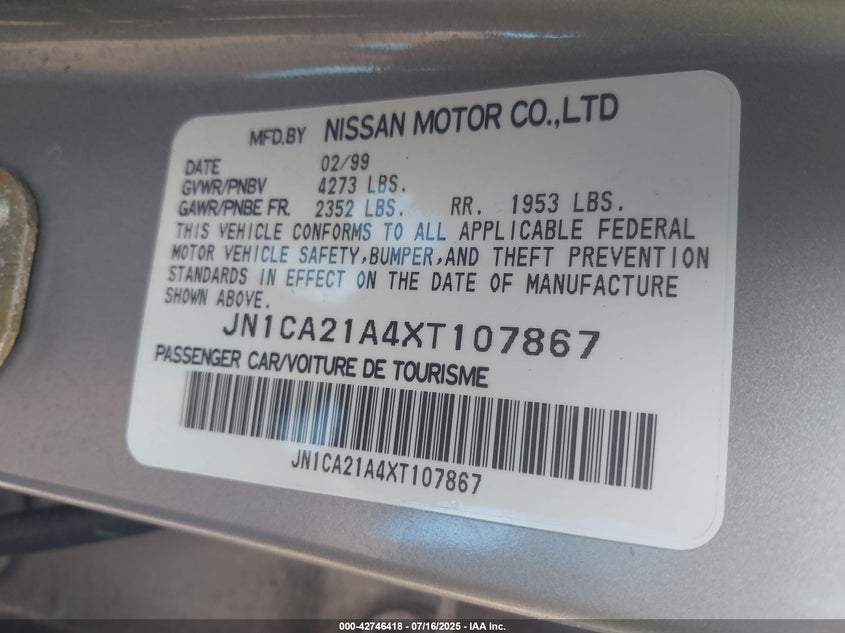 MFD.BY NISSAN MOTOR CO.,LTD
DATE 02/99
GVWR/PNBV 4273 LBS.
GAWR/PNBE FR. 2352 LBS. RR. 1953 LBS.
THIS VEHICLE CONFORMS TO ALL APPLICABLE FEDERAL
MOTOR VEHICLE SAFETY,BUMPER,AND THEFT PREVENTION
STANDARDS IN EFFECT ON THE DATE OF MANUFACTURE
SHOWN ABOVE.
JN1CA21A4XT107867
PASSENGER CAR/VOITURE DE TOURISME
JN1CA21A4XT107867
000-42746418 - 07/16/2025 - IAA Inc.